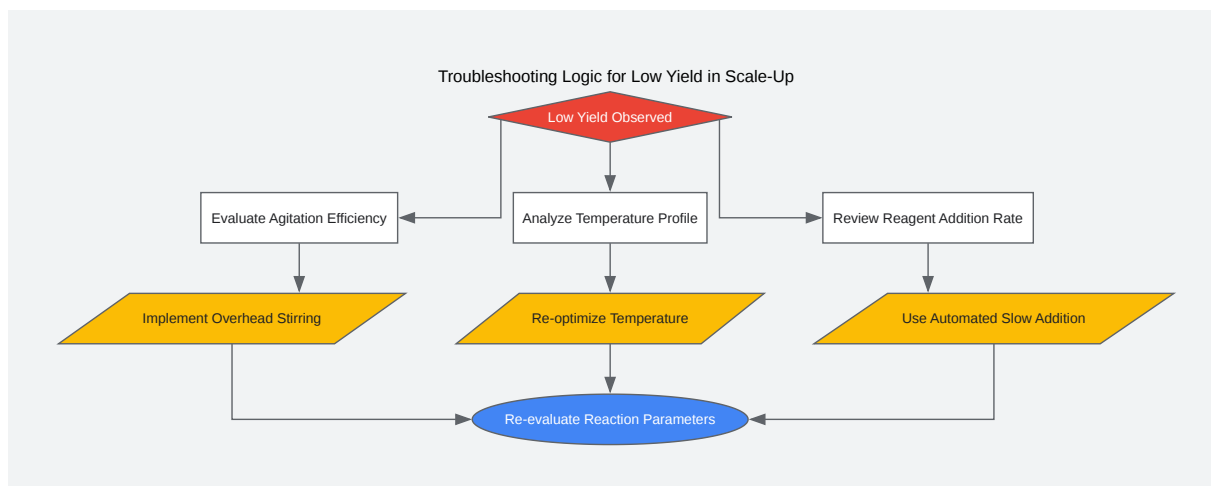 Troubleshooting Logic for Low Yield in Scale-Up
Low Yield Observed
Evaluate Agitation Efficiency
Analyze Temperature Profile
Review Reagent Addition Rate
Implement Overhead Stirring
Re-optimize Temperature
Use Automated Slow Addition
Re-evaluate Reaction Parameters